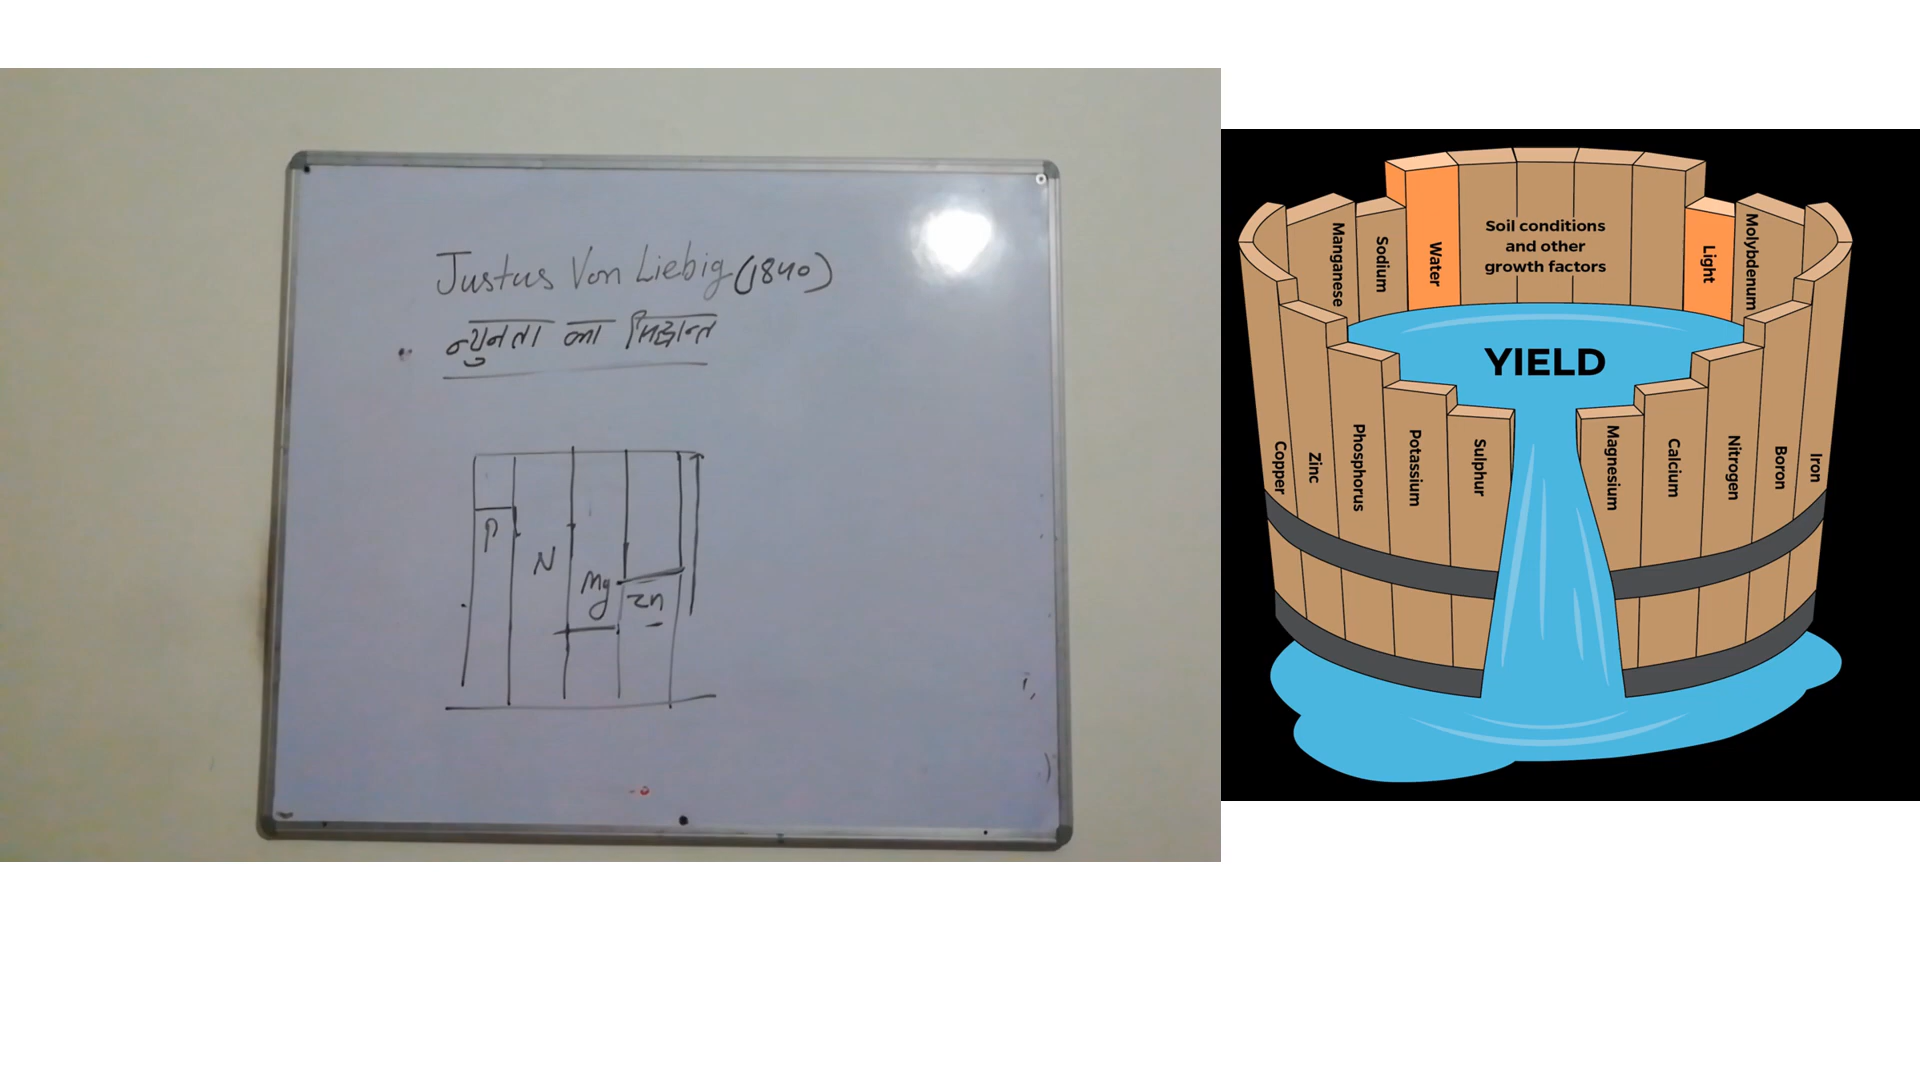 Justus Von Liebig (1840)
न्युनता का सिद्धान्त
P
N
Mg
Zn
Soil conditions
and other
growth factors
Manganese
Sodium
Water
Light
Molybdenum
YIELD
Copper
Zinc
Phosphorus
Potassium
Sulphur
Magnesium
Calcium
Nitrogen
Boron
Iron